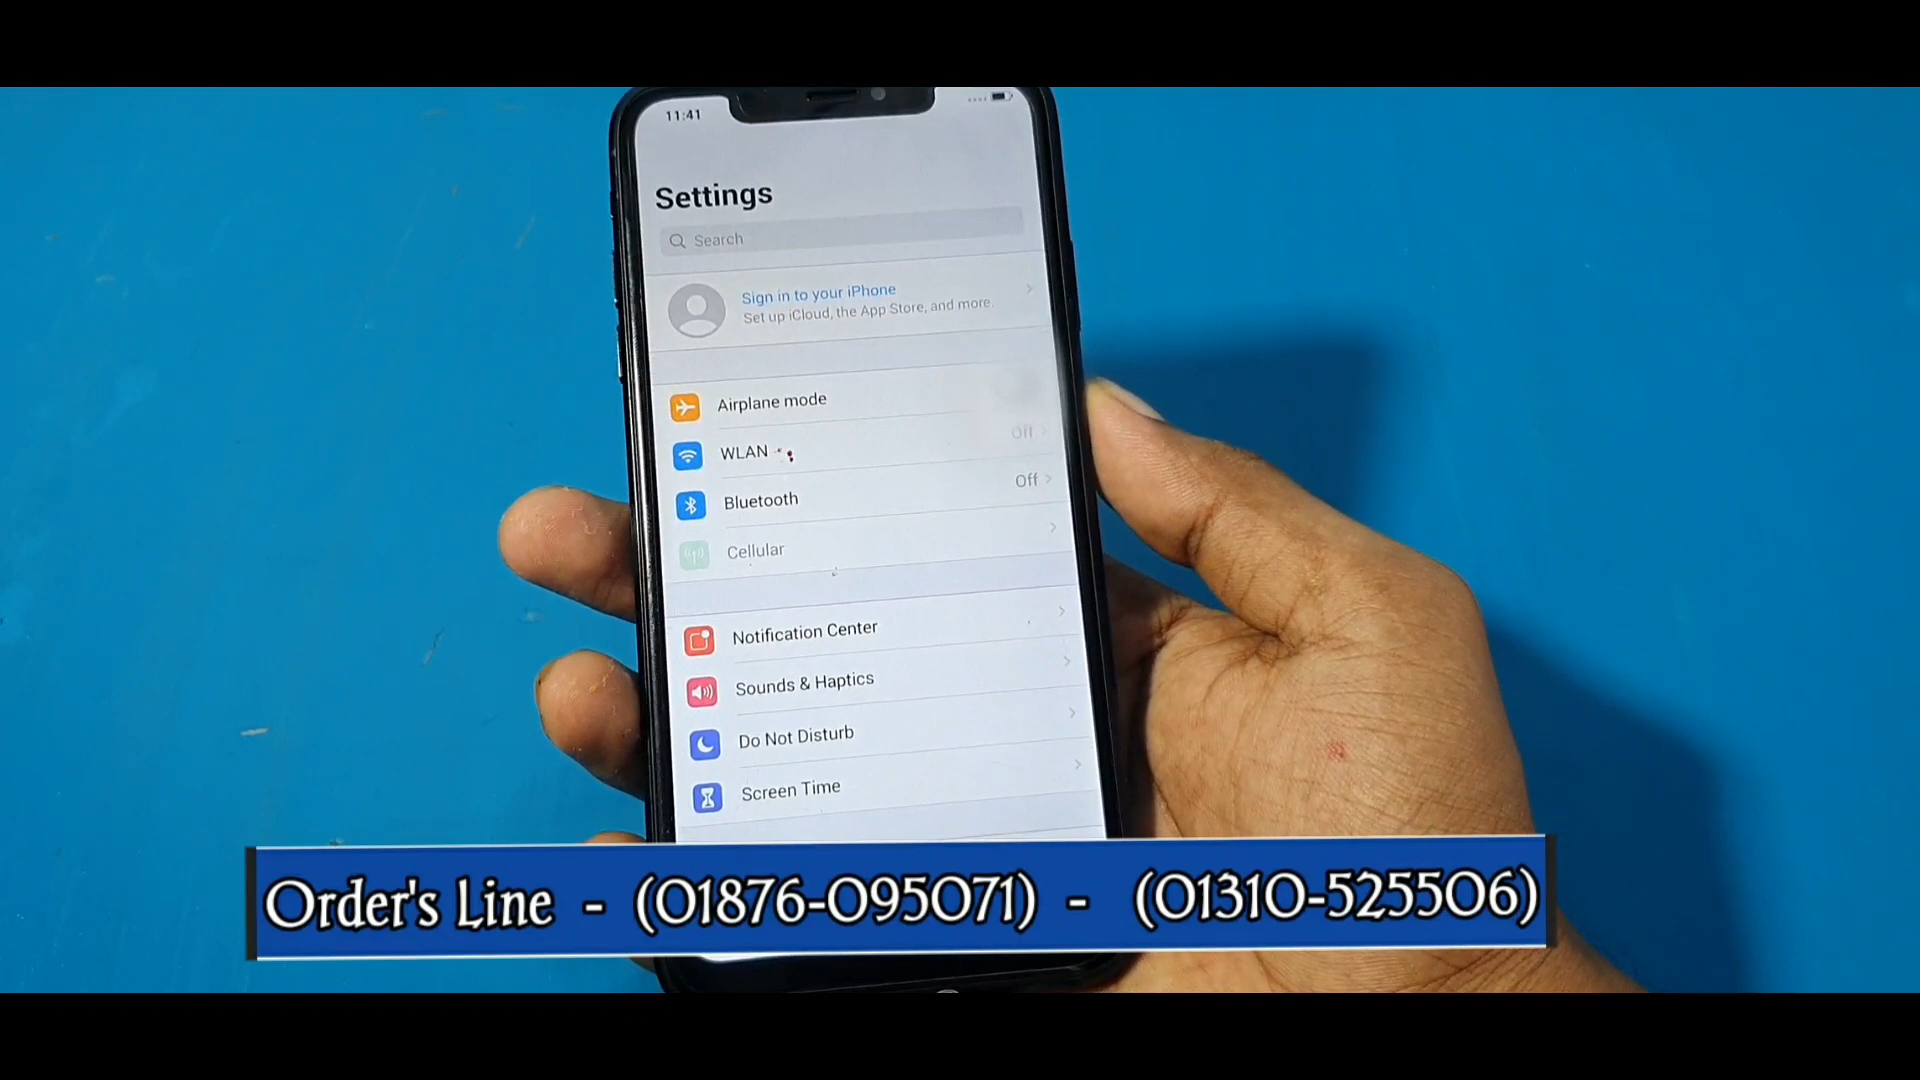 11:41
Settings
Search
Sign in to your iPhone
Set up iCloud, the App Store, and more.
Airplane mode
WLAN
Off
Bluetooth
Off
Cellular
Notification Center
Sounds & Haptics
Do Not Disturb
Screen Time
Order's Line - (01876-095071) - (01310-525506)